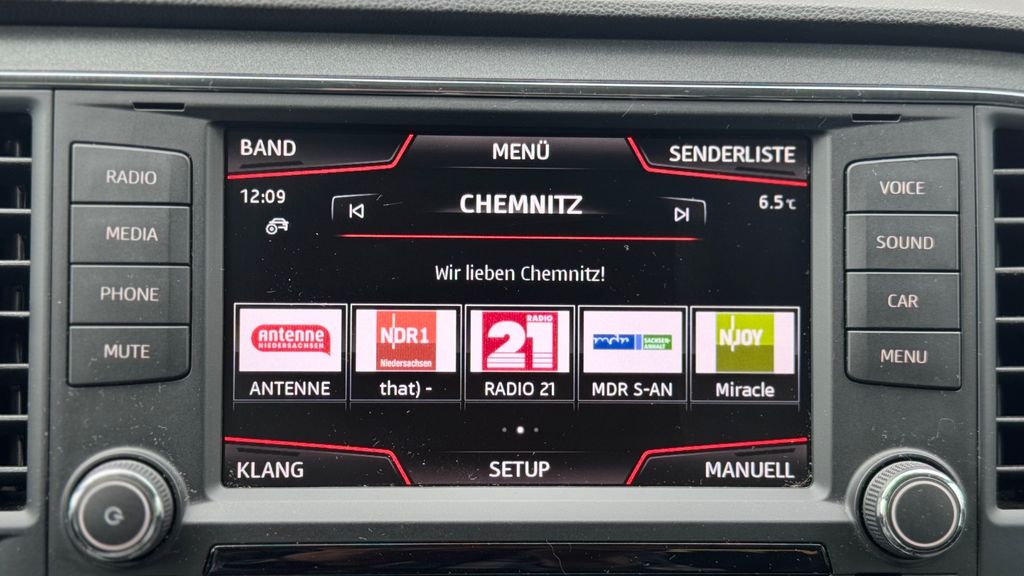 BAND MENÜ SENDERLISTE
RADIO
MEDIA
PHONE
MUTE
12:09
CHEMNITZ
6.5°C
Wir lieben Chemnitz!
Antenne
NIEDERSACHSEN
ANTENNE
NDR1
Niedersachsen
that) -
RADIO
21
RADIO 21
mdr SACHSEN-
ANHALT
MDR S-AN
N-JOY
Miracle
KLANG SETUP MANUELL
VOICE
SOUND
CAR
MENU